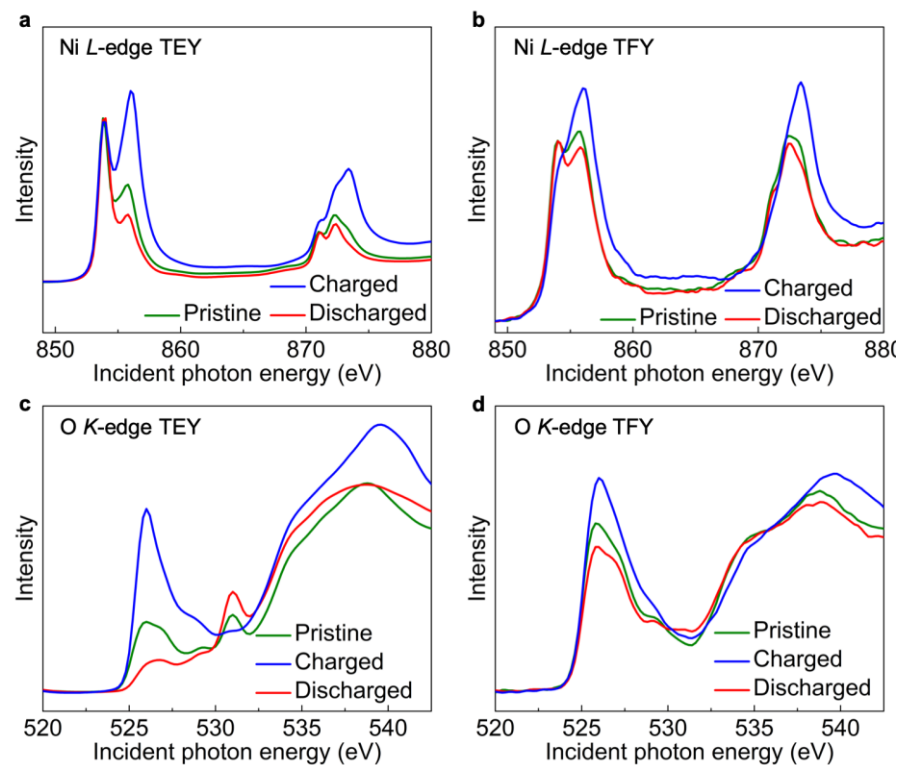 a
Ni L-edge TEY
Intensity
Charged
Pristine
Discharged
850
860
870
880
Incident photon energy (eV)
b
Ni L-edge TFY
Intensity
Charged
Pristine
Discharged
850
860
870
880
Incident photon energy (eV)
c
O K-edge TEY
Intensity
Pristine
Charged
Discharged
520
525
530
535
540
Incident photon energy (eV)
d
O K-edge TFY
Intensity
Pristine
Charged
Discharged
520
525
530
535
540
Incident photon energy (eV)